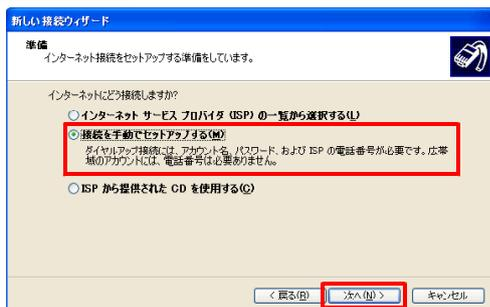 新しい接続ウィザード
準備
インターネット接続をセットアップする準備をしています。
インターネットにどう接続しますか?
インターネット サービス プロバイダ (ISP) の一覧から選択する(L)
接続を手動でセットアップする(M)
ダイヤルアップ接続には、アカウント名、パスワード、および ISP の電話番号が必要です。広帯
域のアカウントには、電話番号は必要ありません。
ISP から提供された CD を使用する(C)
< 戻る(B) 次へ(N) > キャンセル